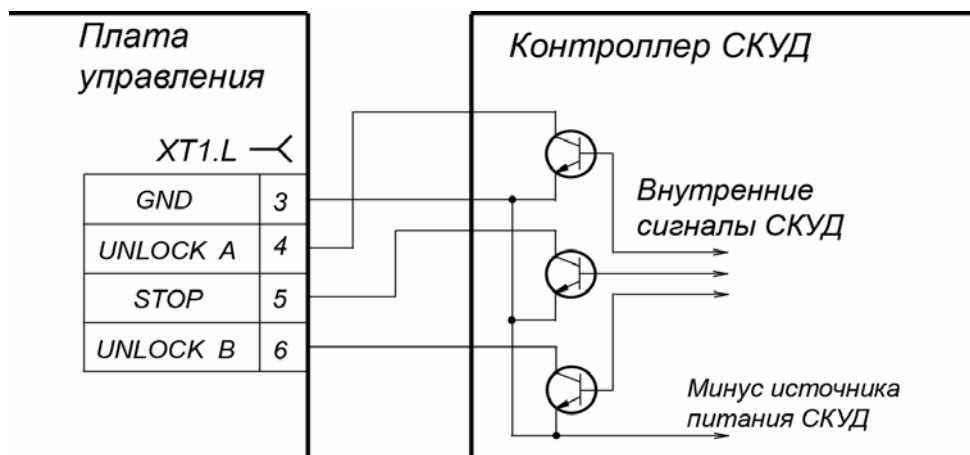 Плата
управления
Контроллер СКУД
XT1.L
GND 3
UNLOCK A 4
STOP 5
UNLOCK B 6
Внутренние
сигналы СКУД
Минус источника
питания СКУД